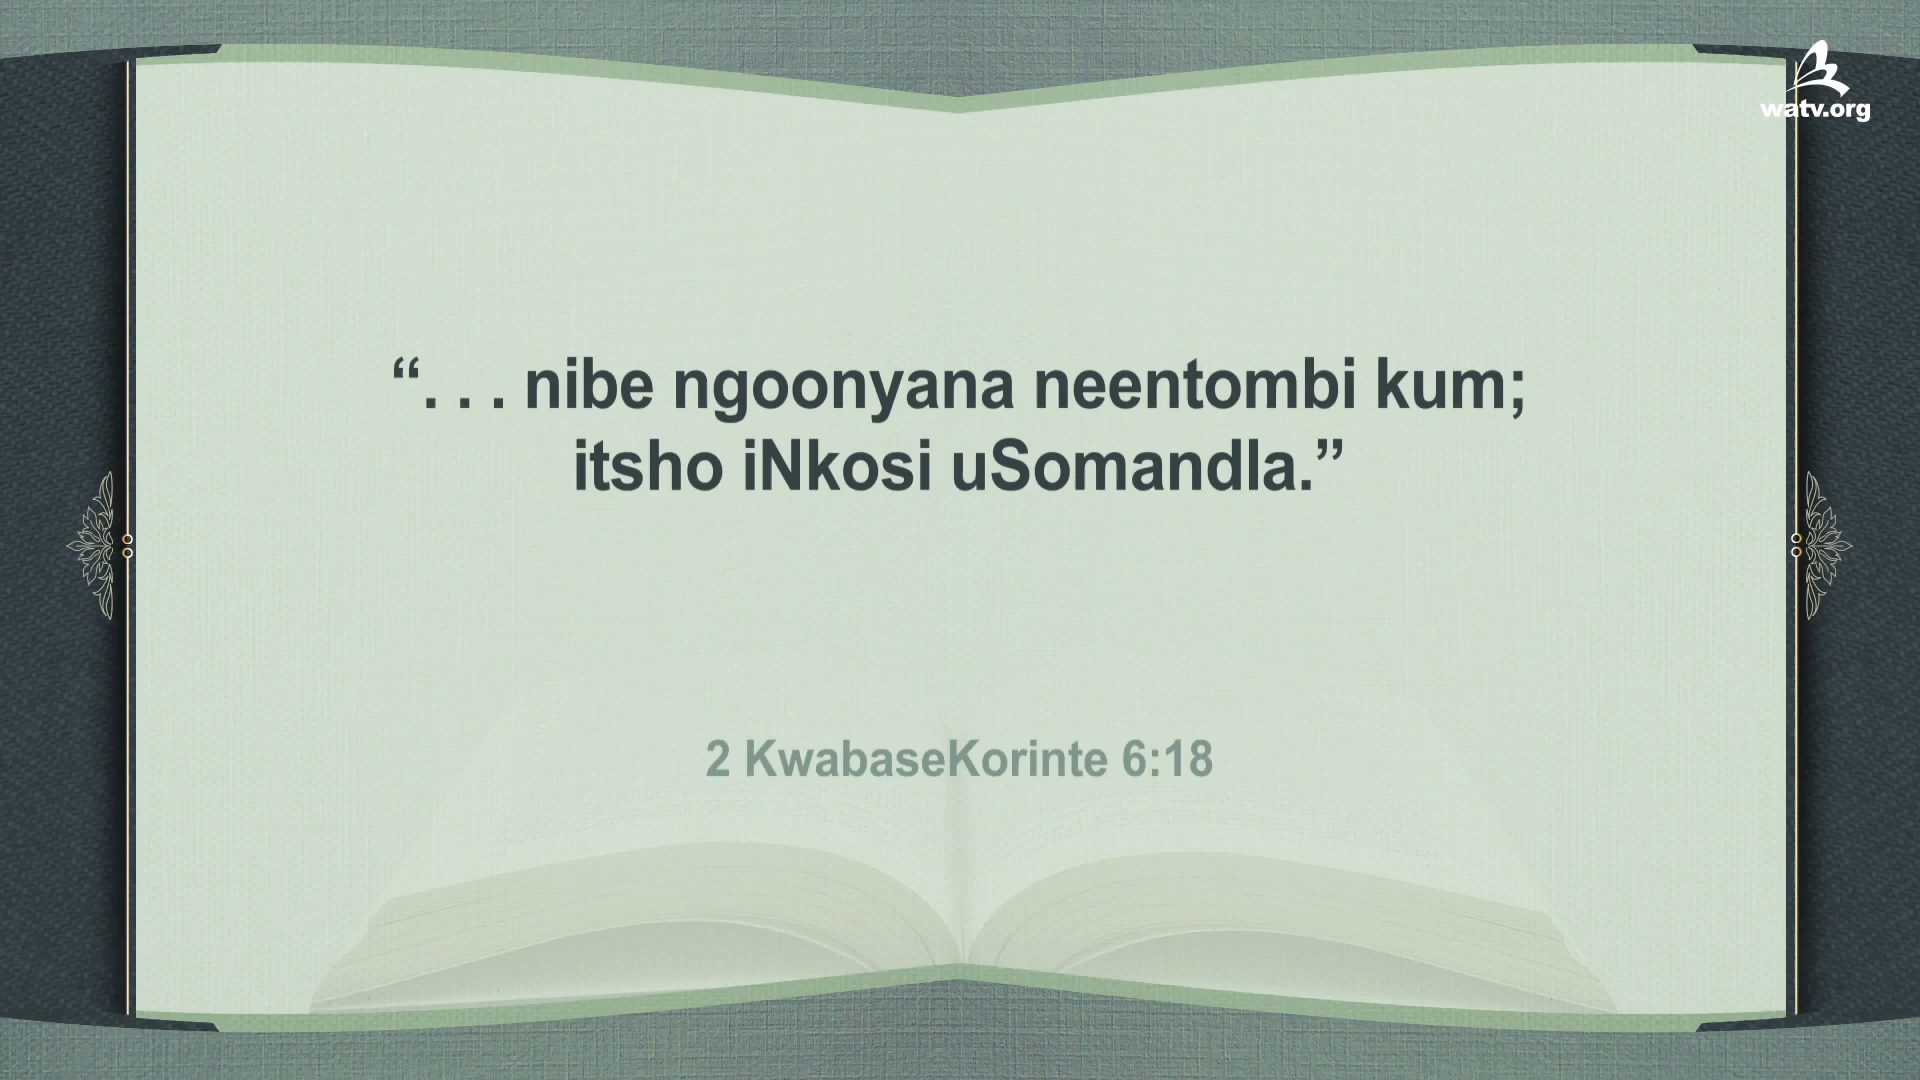 watv.org
“. . . nibe ngoonyana neentombi kum;
itsho iNkosi uSomandla.”
2 KwabaseKorinte 6:18